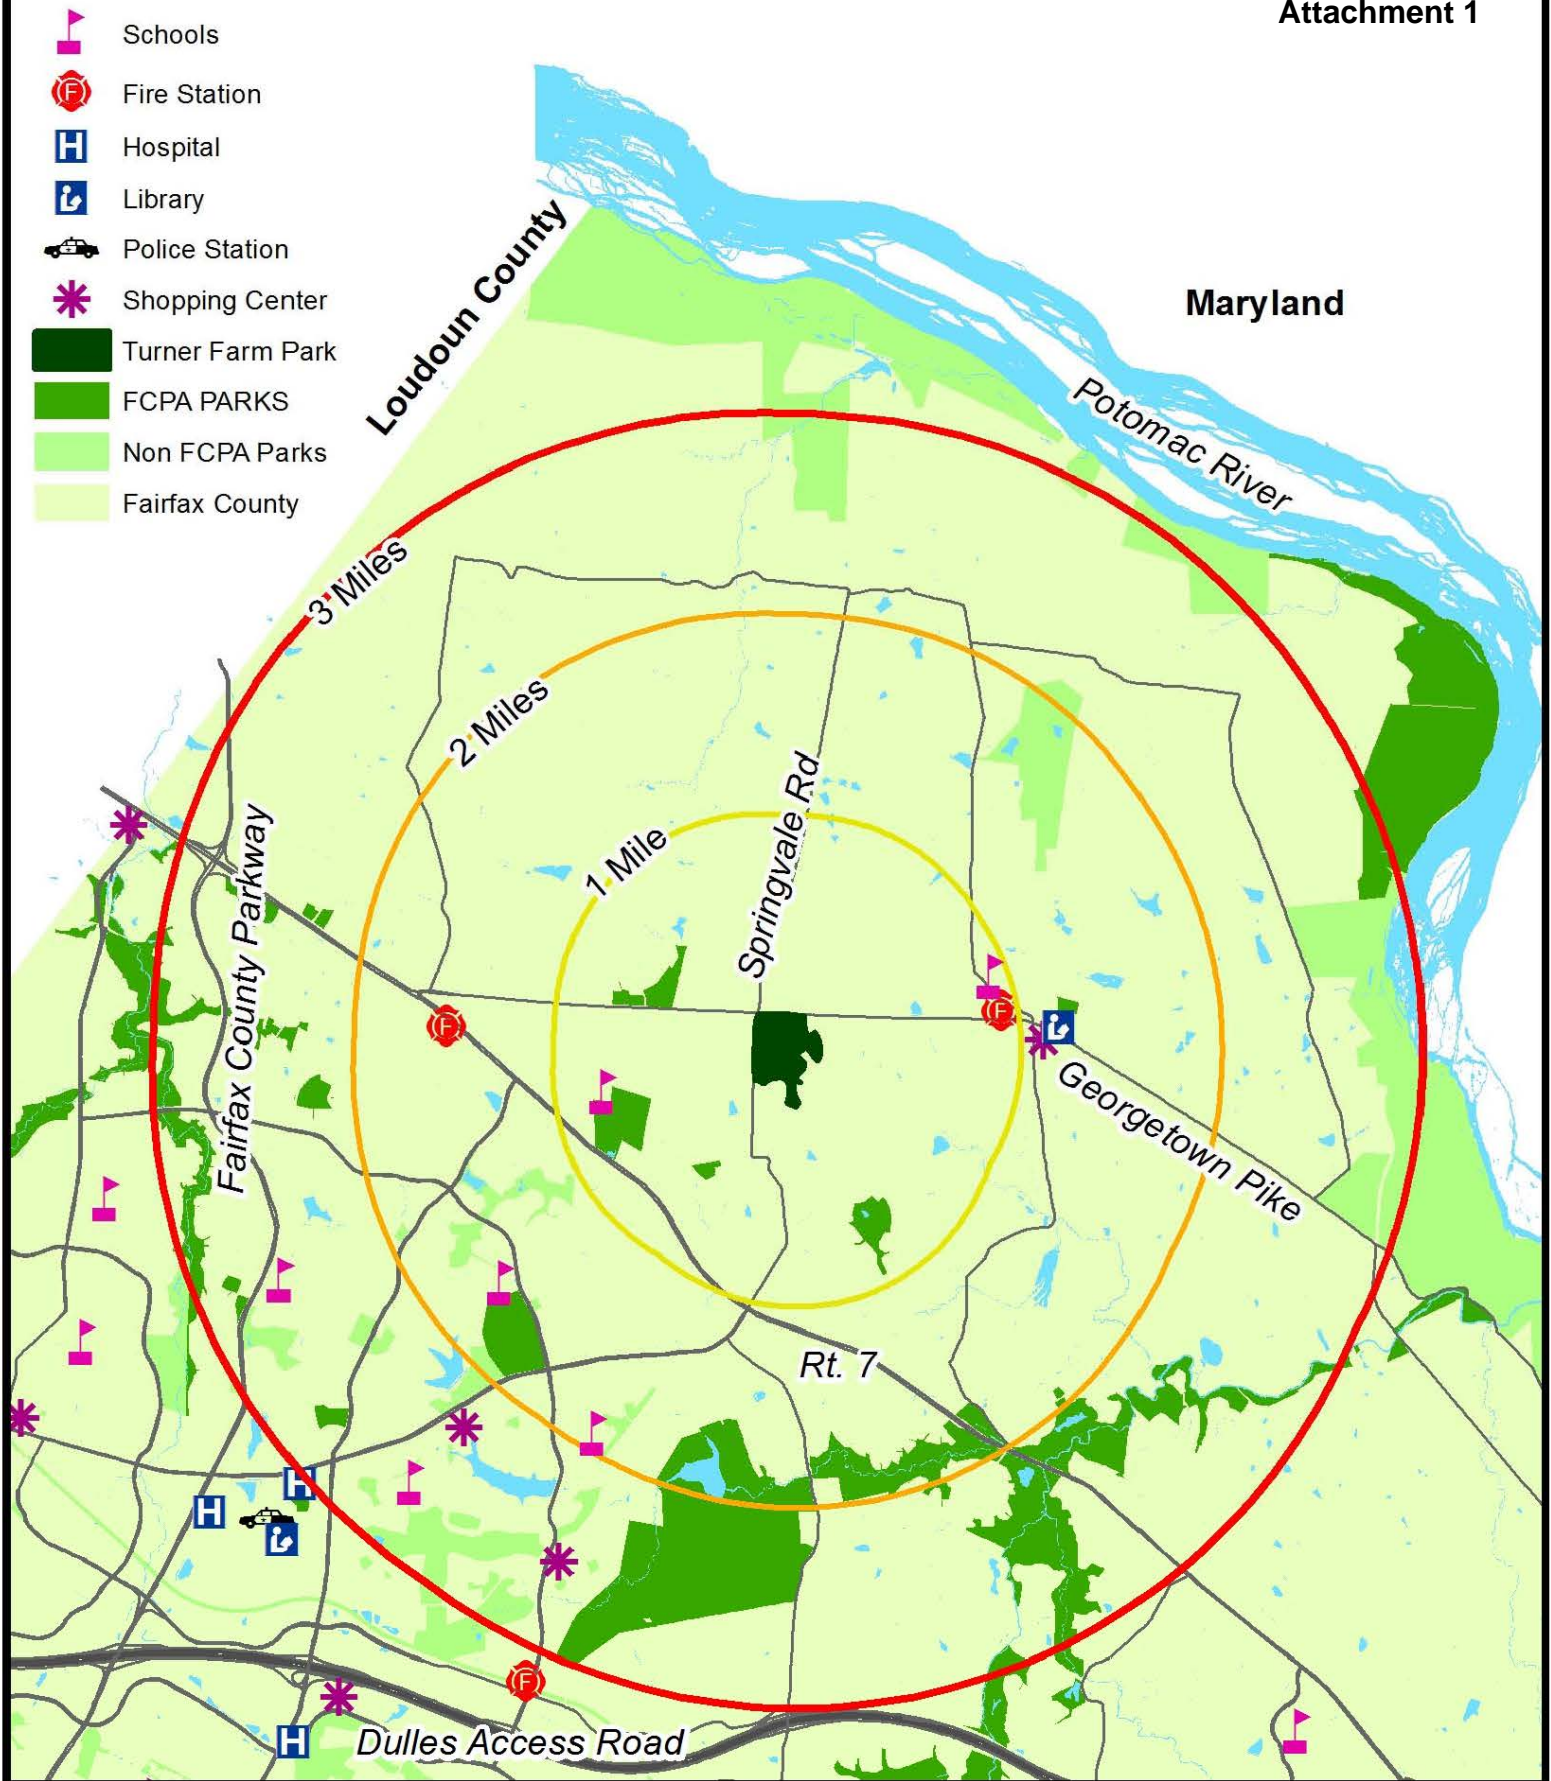 Attachment 1
Schools
Fire Station
Hospital
Library
Police Station
Shopping Center
Turner Farm Park
FCPA PARKS
Non FCPA Parks
Fairfax County
Loudoun County
Maryland
Potomac River
3 Miles
2 Miles
1 Mile
Springvale Rd
Fairfax County Parkway
Georgetown Pike
Rt. 7
Dulles Access Road
F
F
F
F
H
H
H
H